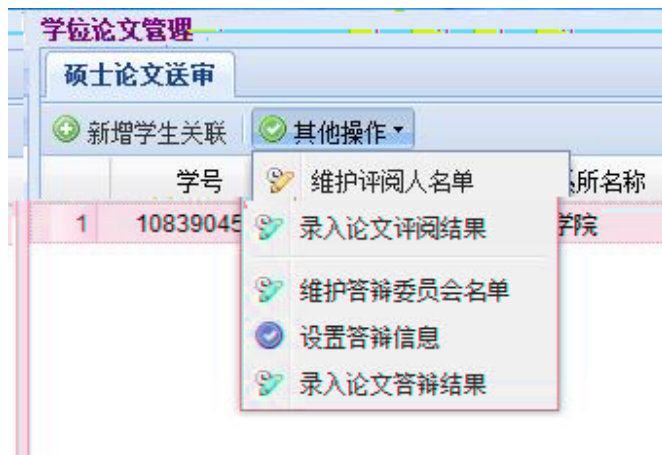 学位论文管理
硕士论文送审
新增学生关联 其他操作
学号 所名称
维护评阅人名单
1 10839045 学院
录入论文评阅结果
维护答辩委员会名单
设置答辩信息
录入论文答辩结果